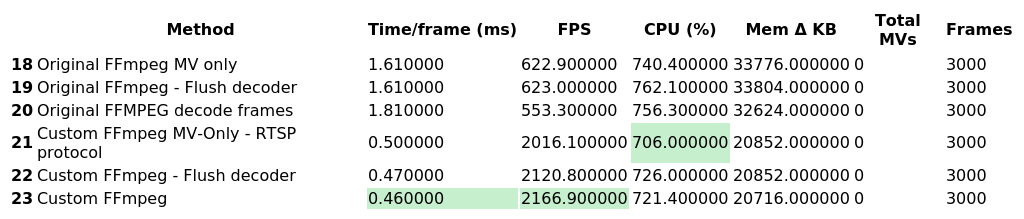 Method Time/frame (ms) FPS CPU (%) Mem Δ KB Total MVs Frames
18 Original FFmpeg MV only 1.610000 622.900000 740.400000 33776.000000 0 3000
19 Original FFmpeg - Flush decoder 1.610000 623.000000 762.100000 33804.000000 0 3000
20 Original FFMPEG decode frames 1.810000 553.300000 756.300000 32624.000000 0 3000
21 Custom FFmpeg MV-Only - RTSP protocol 0.500000 2016.100000 706.000000 20852.000000 0 3000
22 Custom FFmpeg - Flush decoder 0.470000 2120.800000 726.000000 20852.000000 0 3000
23 Custom FFmpeg 0.460000 2166.900000 721.400000 20716.000000 0 3000